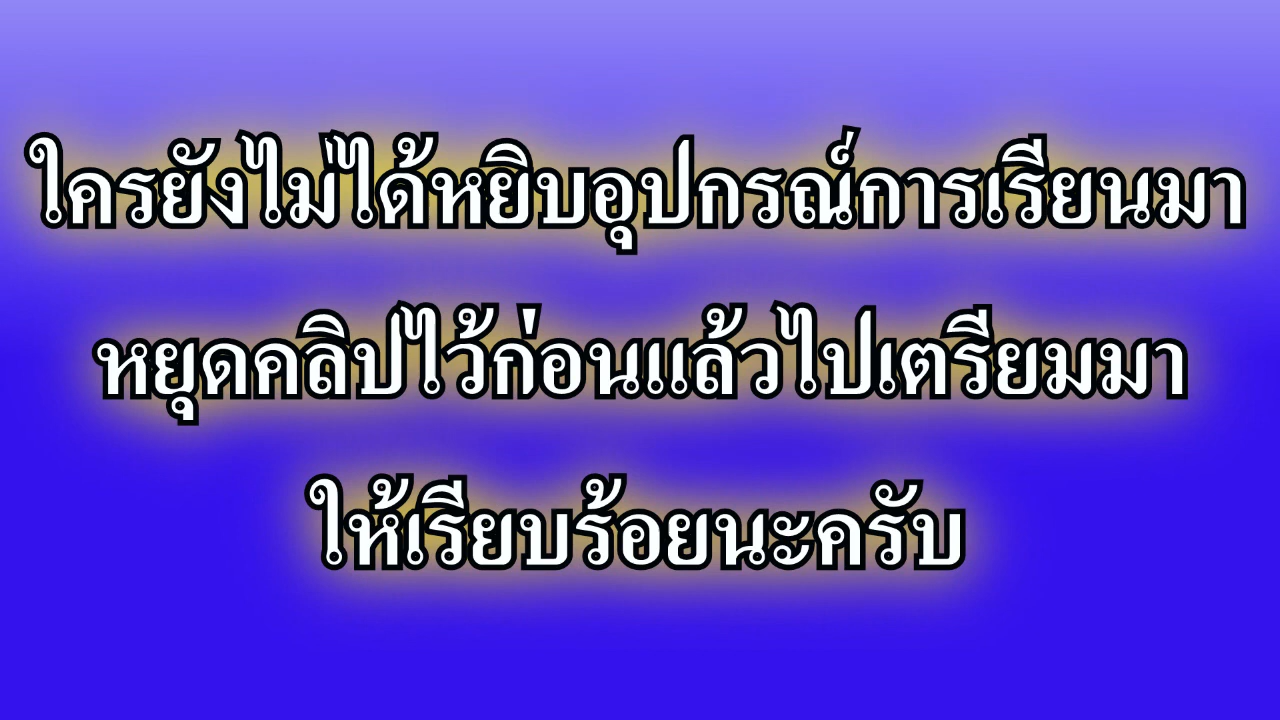 ใครยังไม่ได้หยิบอุปกรณ์การเรียนมา
หยุดคลิปไว้ก่อนแล้วไปเตรียมมา
ให้เรียบร้อยนะครับ